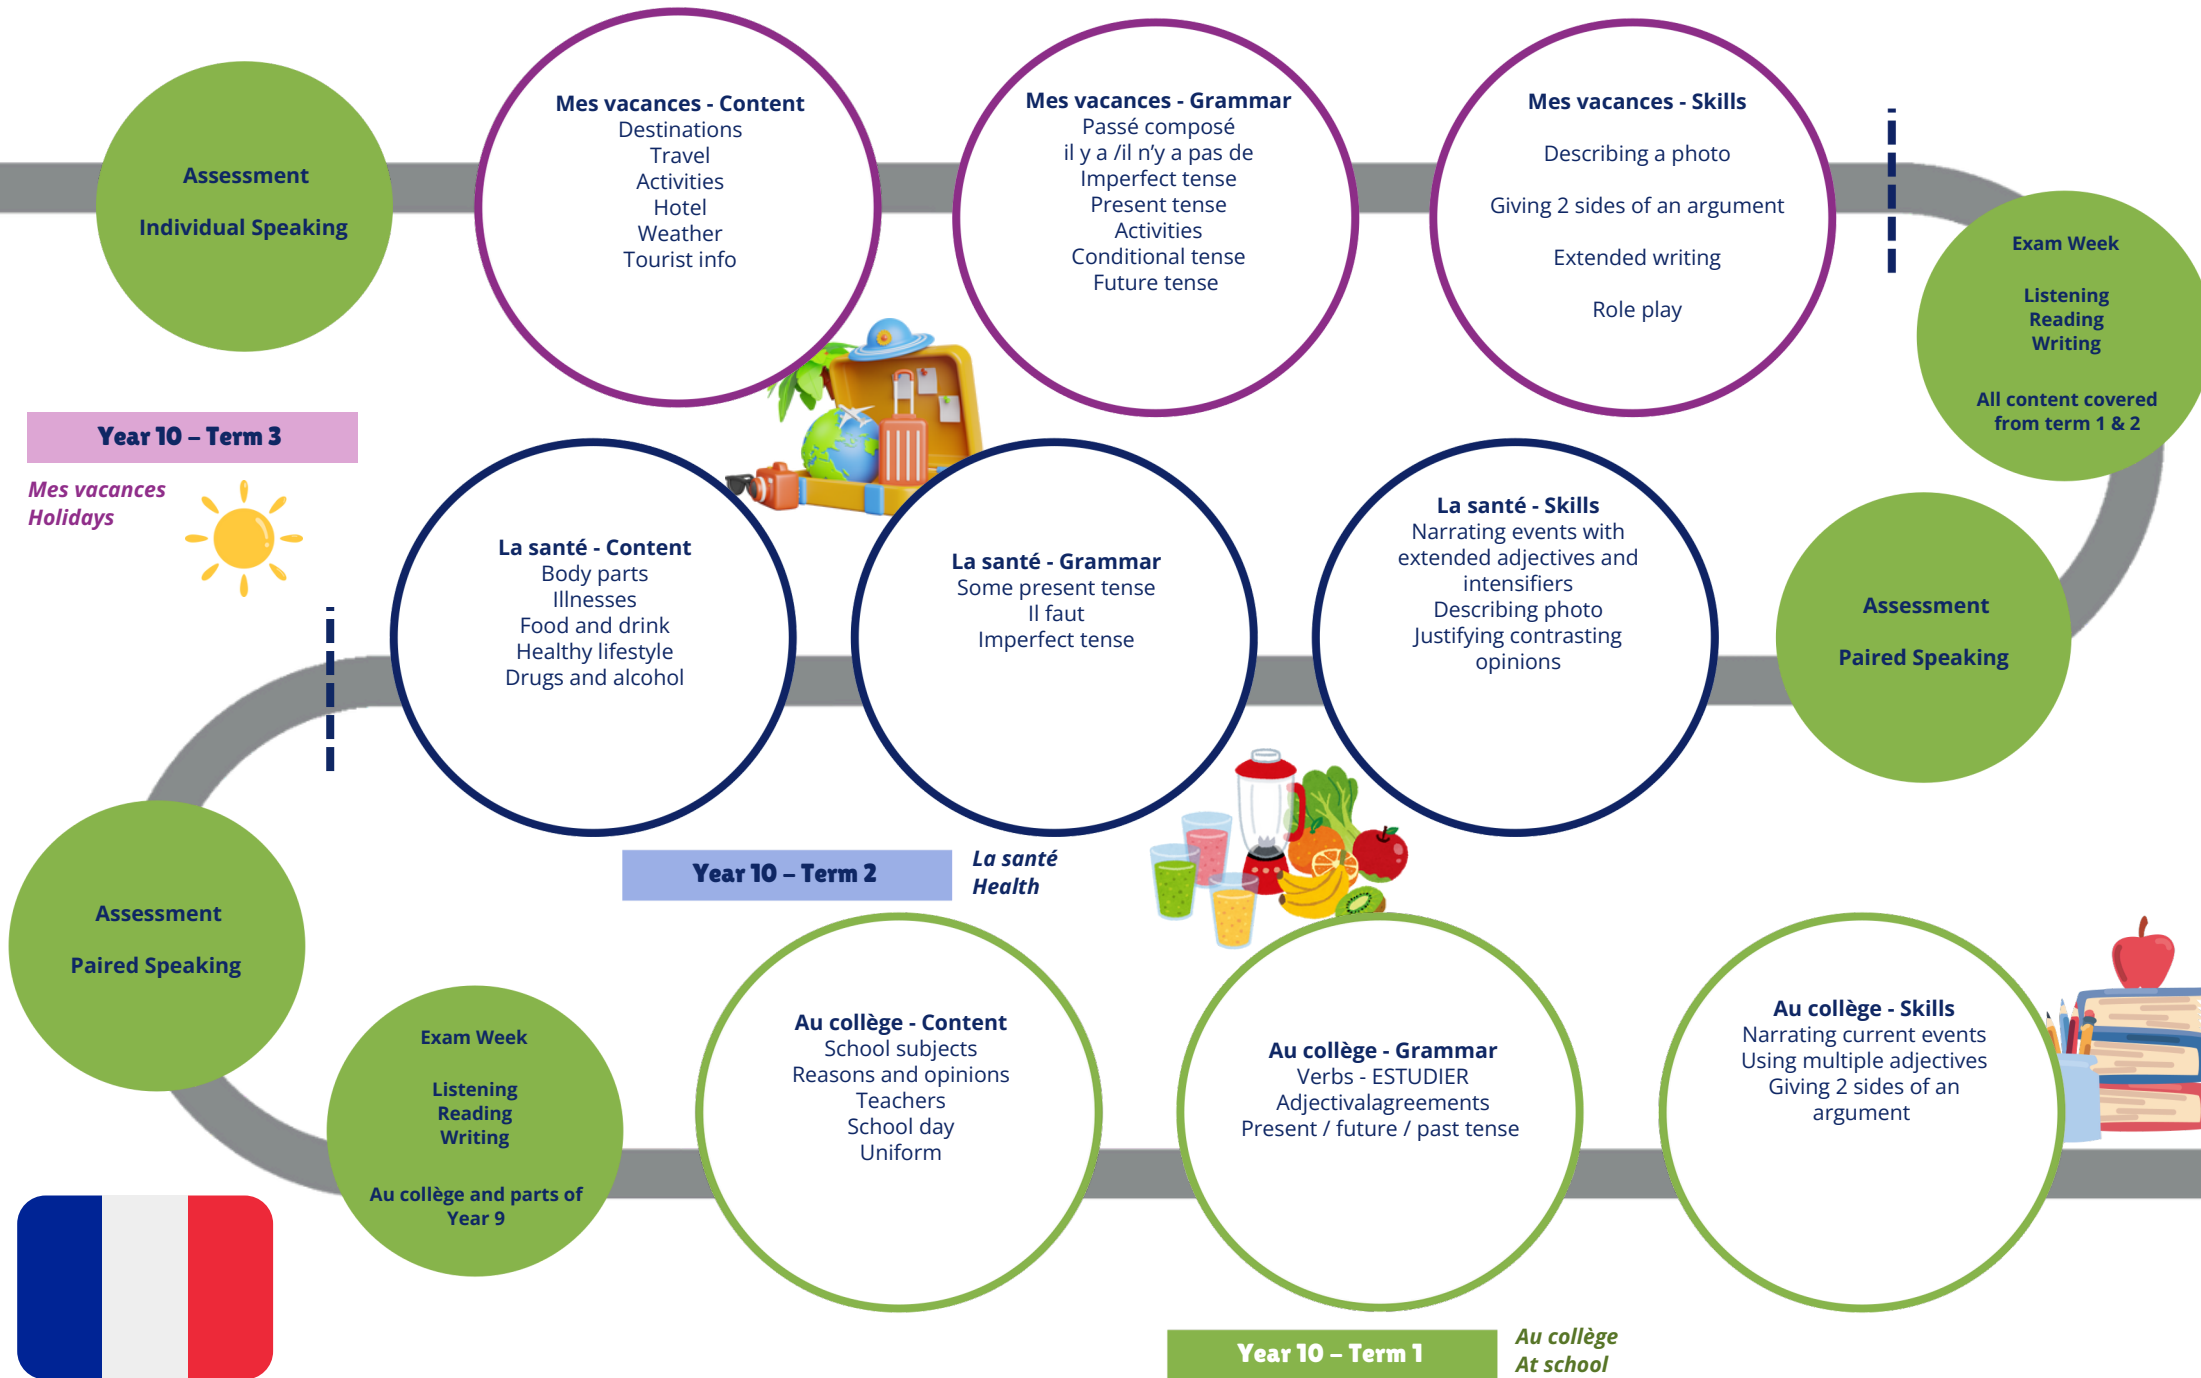 Assessment
Individual Speaking
Mes vacances - Content
Destinations
Travel
Activities
Hotel
Weather
Tourist info
Mes vacances - Grammar
Passé composé
il y a /il n'y a pas de
Imperfect tense
Present tense
Activities
Conditional tense
Future tense
Mes vacances - Skills
Describing a photo
Giving 2 sides of an argument
Extended writing
Role play
Exam Week
Listening
Reading
Writing
All content covered
from term 1 & 2
Year 10 – Term 3
Mes vacances
Holidays
La santé - Content
Body parts
Illnesses
Food and drink
Healthy lifestyle
Drugs and alcohol
La santé - Grammar
Some present tense
Il faut
Imperfect tense
La santé - Skills
Narrating events with
extended adjectives and
intensifiers
Describing photo
Justifying contrasting
opinions
Assessment
Paired Speaking
Year 10 – Term 2
La santé
Health
Assessment
Paired Speaking
Exam Week
Listening
Reading
Writing
Au collège and parts of
Year 9
Au collège - Content
School subjects
Reasons and opinions
Teachers
School day
Uniform
Au collège - Grammar
Verbs - ESTUDIER
Adjectivalagreements
Present / future / past tense
Au collège - Skills
Narrating current events
Using multiple adjectives
Giving 2 sides of an
argument
Year 10 – Term 1
Au collège
At school